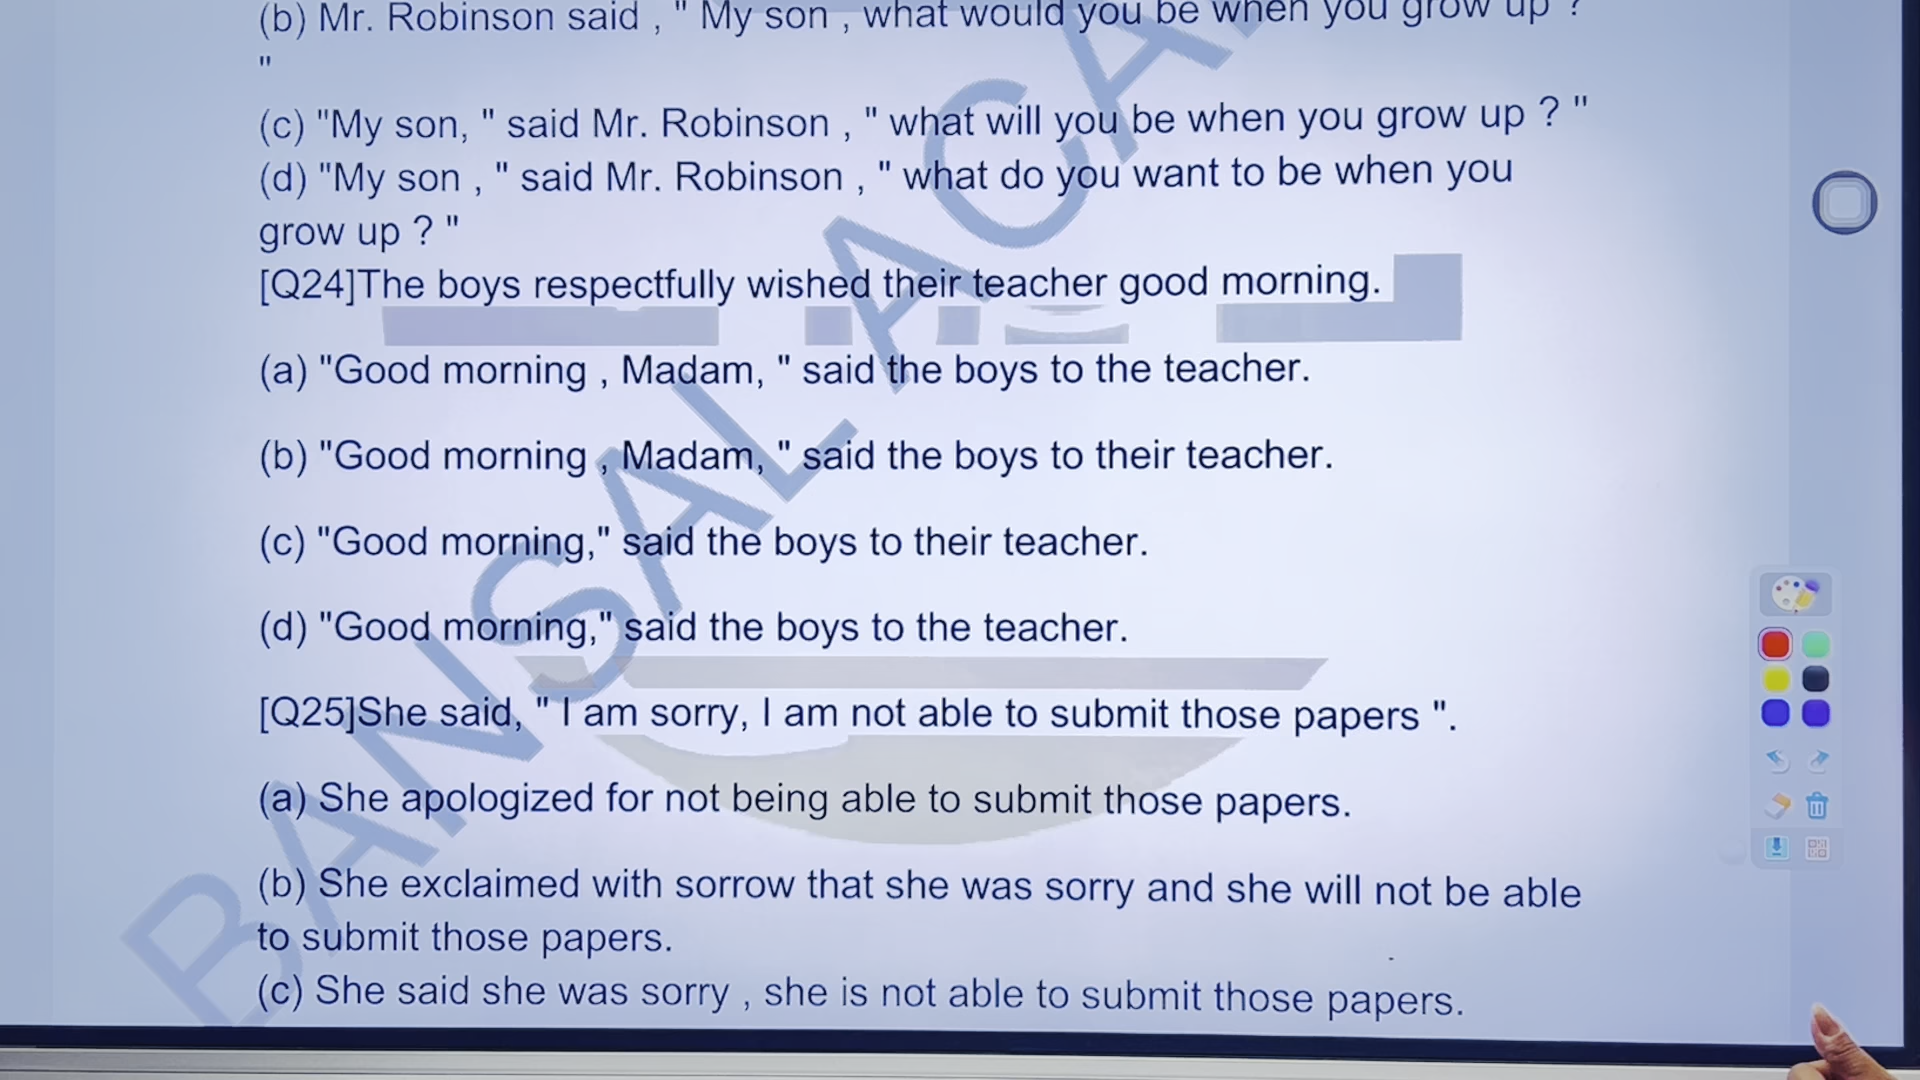 (b) Mr. Robinson said , " My son , what would you be when you grow up ?
"
(c) "My son, " said Mr. Robinson , " what will you be when you grow up ? "
(d) "My son , " said Mr. Robinson , " what do you want to be when you
grow up ? "
[Q24]The boys respectfully wished their teacher good morning.
(a) "Good morning , Madam, " said the boys to the teacher.
(b) "Good morning , Madam, " said the boys to their teacher.
(c) "Good morning," said the boys to their teacher.
(d) "Good morning," said the boys to the teacher.
[Q25]She said, " I am sorry, I am not able to submit those papers ".
(a) She apologized for not being able to submit those papers.
(b) She exclaimed with sorrow that she was sorry and she will not be able
to submit those papers.
(c) She said she was sorry , she is not able to submit those papers.
BANSAL ACA